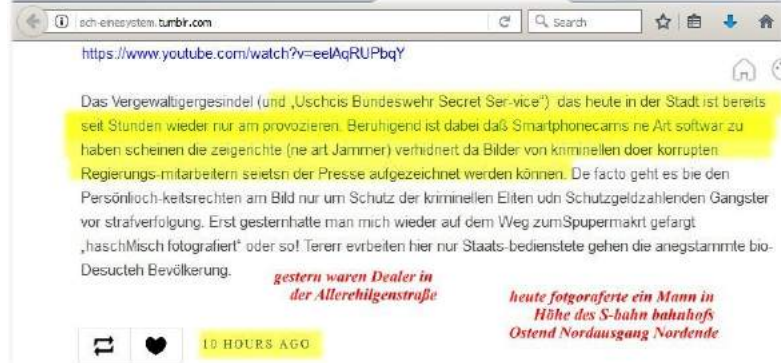 sch-einesystem.tumblr.com
Search
https://www.youtube.com/watch?v=eelAqRUPbqY
Das Vergewaltigergesindel (und „Uschcis Bundeswehr Secret Ser-vice“) das heute in der Stadt ist bereits
seit Stunden wieder nur am provozieren. Beruhigend ist dabei daß Smartphonecams ne Art softwar zu
haben scheinen die zeigerichte (ne art Jammer) verhidnert da Bilder von kriminellen doer korrupten
Regierungs-mitarbeitern seietsn der Presse aufgezeichnet werden können. De facto geht es bie den
Persönlioch-keitsrechten am Bild nur um Schutz der kriminellen Eliten udn Schutzgeldzahlenden Gangster
vor strafverfolgung. Erst gesternhatte man mich wieder auf dem Weg zumSpupermakrt gefargt
„haschMisch fotografiert“ oder so! Tererr evrbeiten hier nur Staats-bedienstete gehen die anegstammte bio-
Desucteh Bevölkerung.
gestern waren Dealer in
der Allerehilgenstraße
heute fotgoraferte ein Mann in
Höhe des S-bahn bahnhofs
Ostend Nordausgang Nordende
10 HOURS AGO